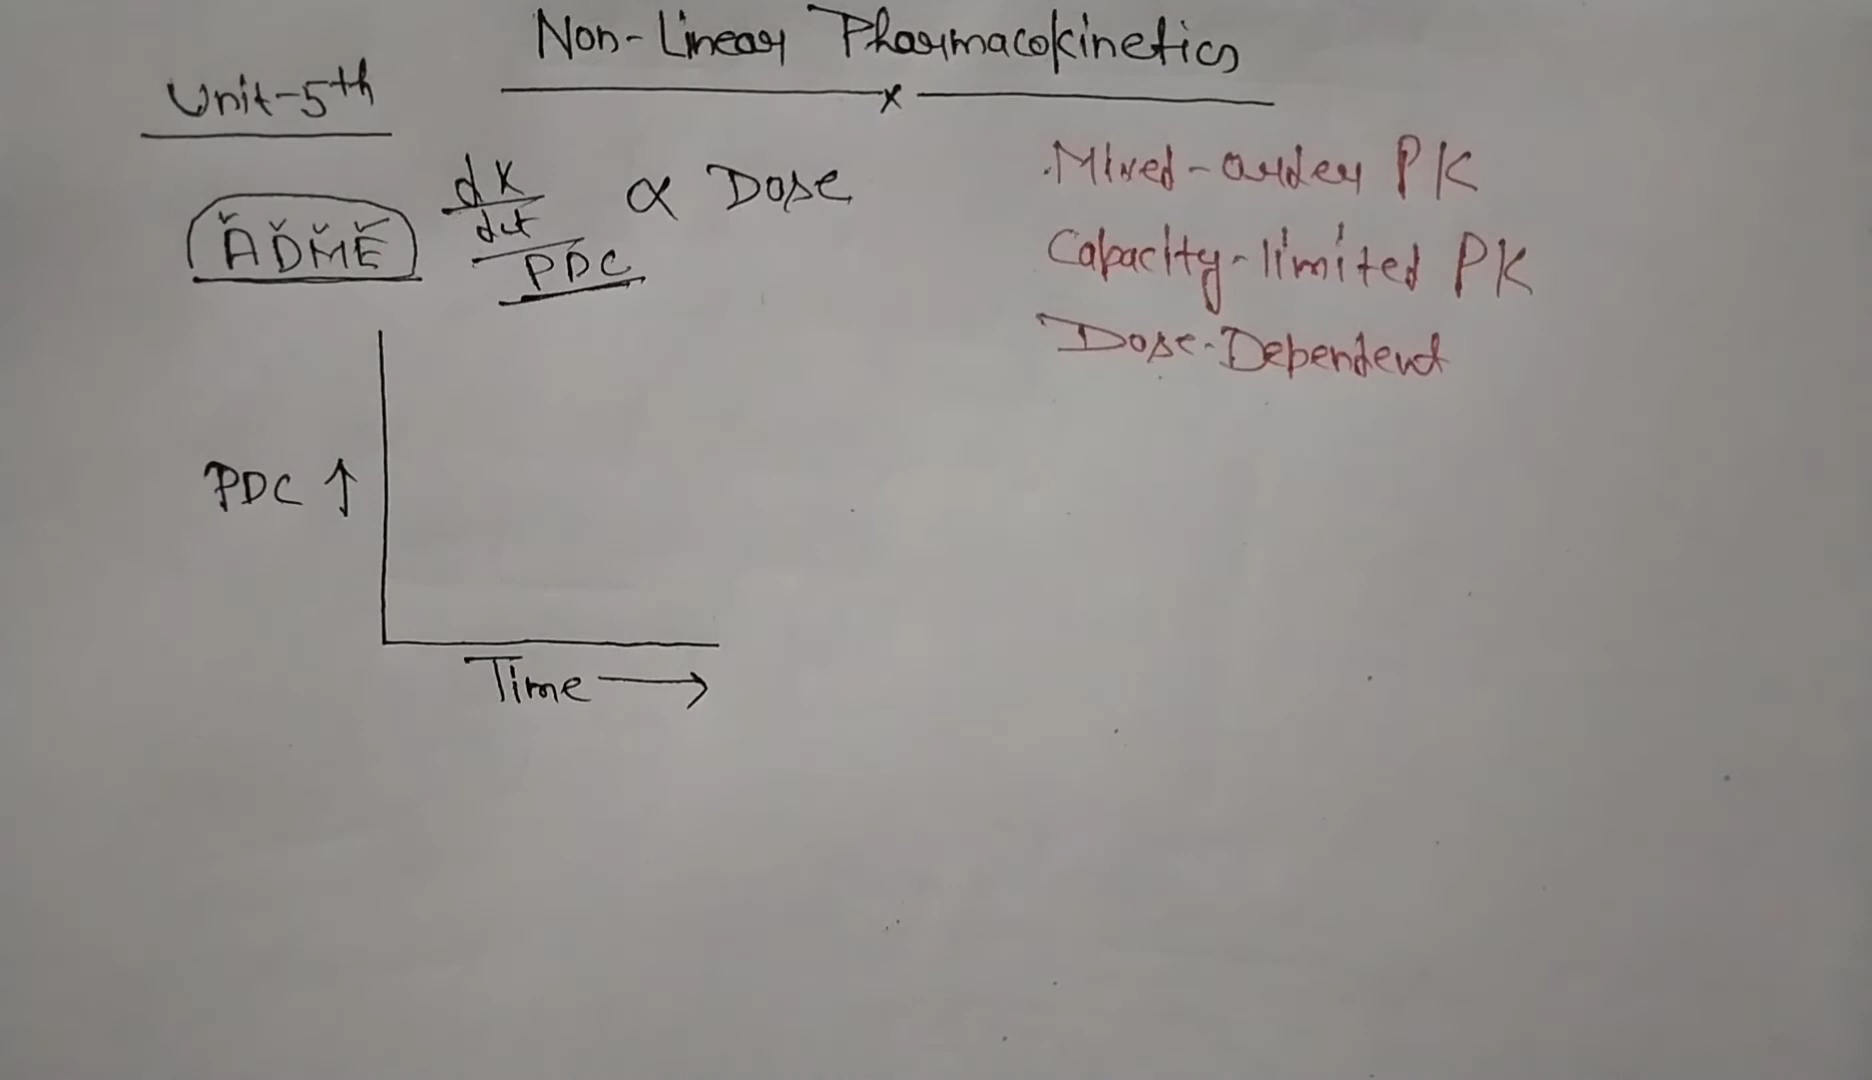 Non-Linear Pharmacokinetics
Unit-5th
ADME
dx
dt
∝ Dose
PDC
Mixed-order PK
Capacity-limited PK
Dose-Dependent
PDC ↑
Time →